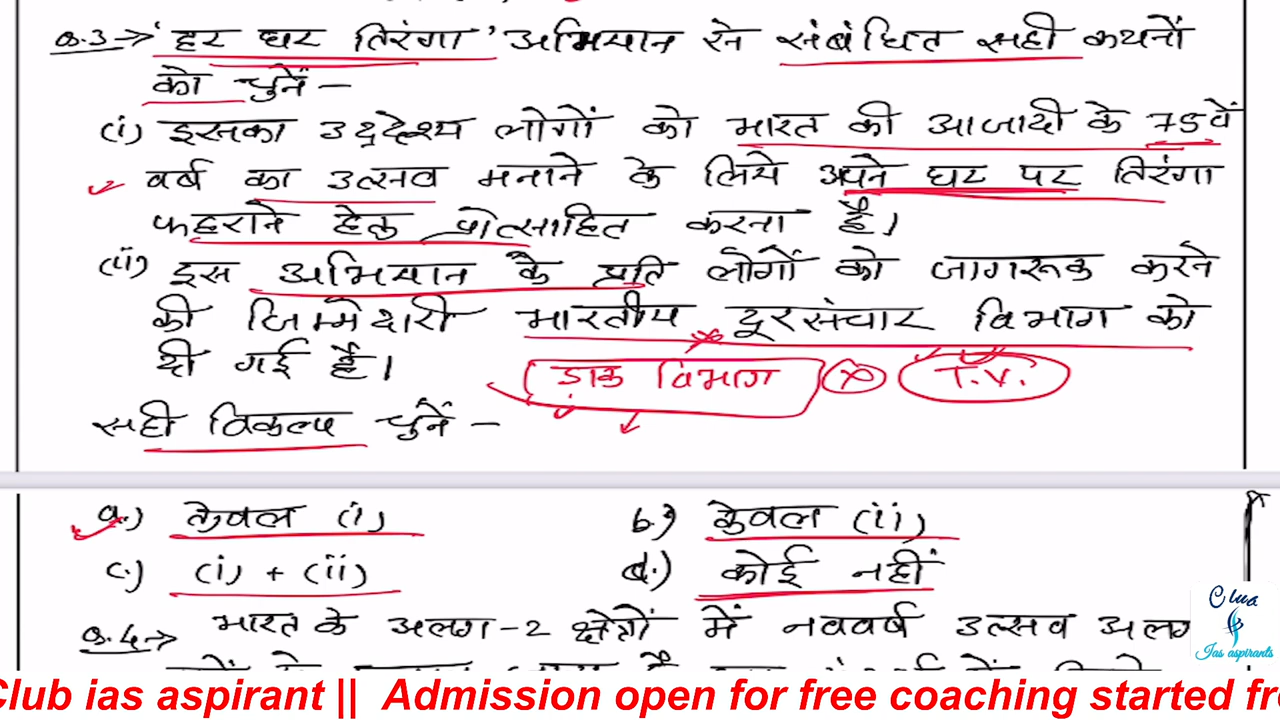 Q.3→ 'हर घर तिरंगा' अभियान से संबंधित सही कथनों
को चुनें –
(i) इसका उद्देश्य लोगों को भारत की आजादी के 75वें
वर्ष का उत्सव मनाने के लिये अपने घर पर तिरंगा
फहराने हेतु प्रोत्साहित करना है।
(ii) इस अभियान के प्रति लोगों को जागरूक करने
की जिम्मेदारी भारतीय दूरसंचार विभाग को
दी गई है।
डाक विभाग T.V.
सही विकल्प चुनें –
a.) केवल (i) b.) केवल (ii)
c.) (i) + (ii) d.) कोई नहीं
Q.4→ भारत के अलग-2 क्षेत्रों में नववर्ष उत्सव अलग
Club
Ias aspirants
Club ias aspirant || Admission open for free coaching started fr